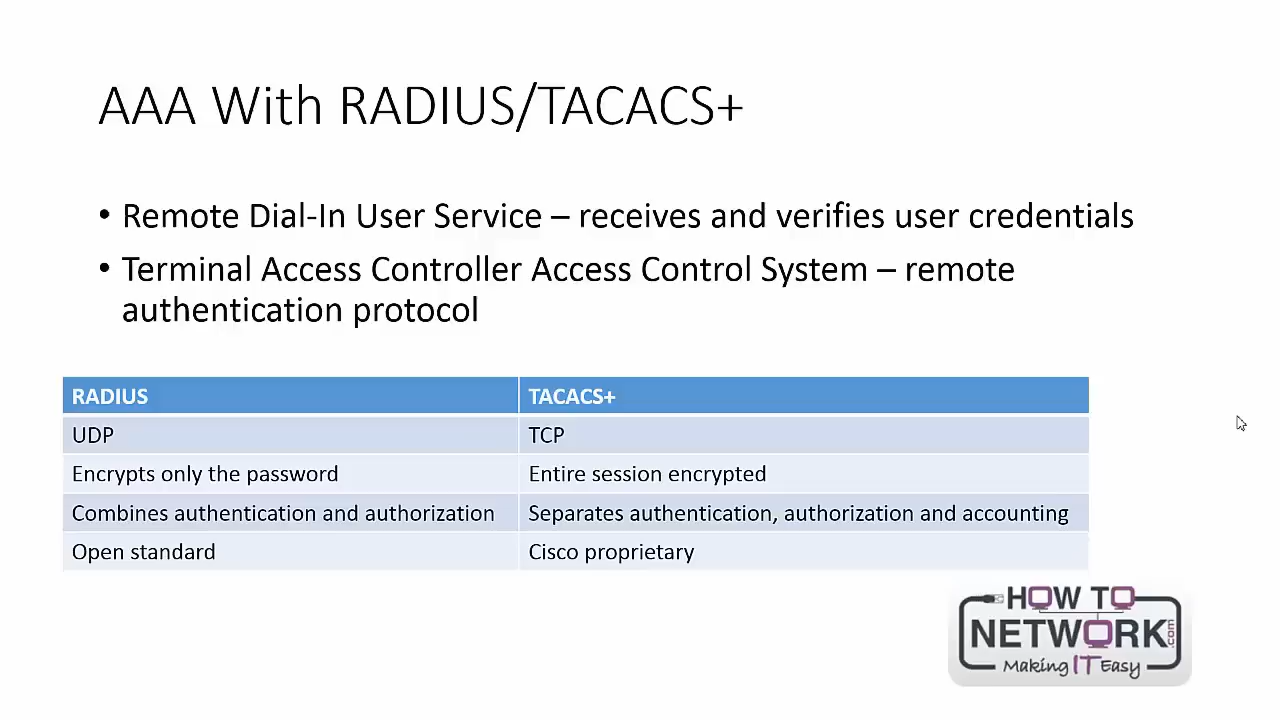 AAA With RADIUS/TACACS+
• Remote Dial-In User Service – receives and verifies user credentials
• Terminal Access Controller Access Control System – remote
authentication protocol
RADIUS TACACS+
UDP TCP
Encrypts only the password Entire session encrypted
Combines authentication and authorization Separates authentication, authorization and accounting
Open standard Cisco proprietary
HOW TO
NETWORK.com
Making IT Easy